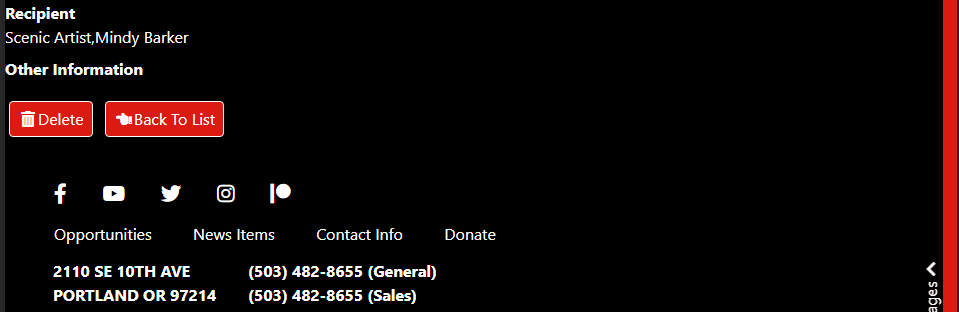 Recipient
Scenic Artist,Mindy Barker
Other Information
Delete Back To List
Opportunities News Items Contact Info Donate
2110 SE 10TH AVE (503) 482-8655 (General)
PORTLAND OR 97214 (503) 482-8655 (Sales)
ages